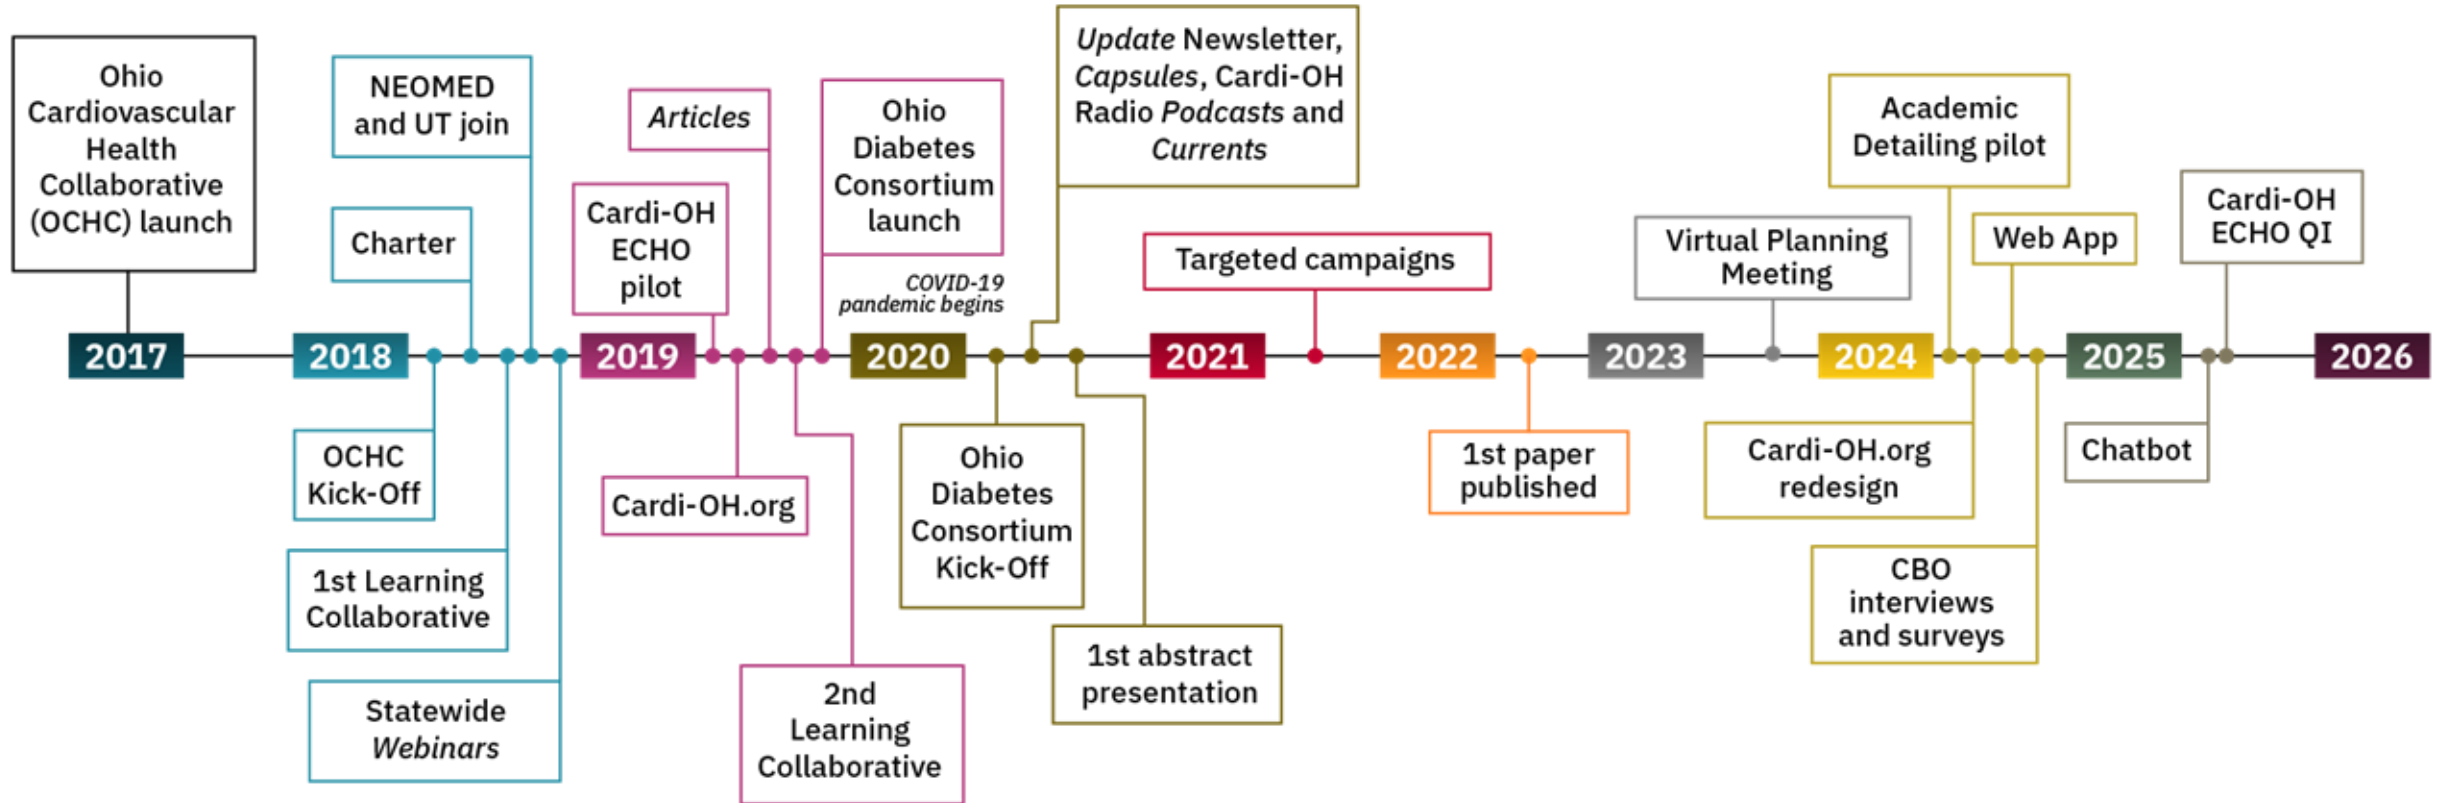 Ohio
Cardiovascular
Health
Collaborative
(OCHC) launch
NEOMED
and UT join
Charter
Articles
Cardi-OH
ECHO
pilot
Ohio
Diabetes
Consortium
launch
COVID-19
pandemic begins
Update Newsletter,
Capsules, Cardi-OH
Radio Podcasts and
Currents
Targeted campaigns
Virtual Planning
Meeting
Academic
Detailing pilot
Web App
Cardi-OH
ECHO QI
2017
2018
2019
2020
2021
2022
2023
2024
2025
2026
OCHC
Kick-Off
1st Learning
Collaborative
Statewide
Webinars
Cardi-OH.org
2nd
Learning
Collaborative
Ohio
Diabetes
Consortium
Kick-Off
1st abstract
presentation
1st paper
published
Cardi-OH.org
redesign
CBO
interviews
and surveys
Chatbot